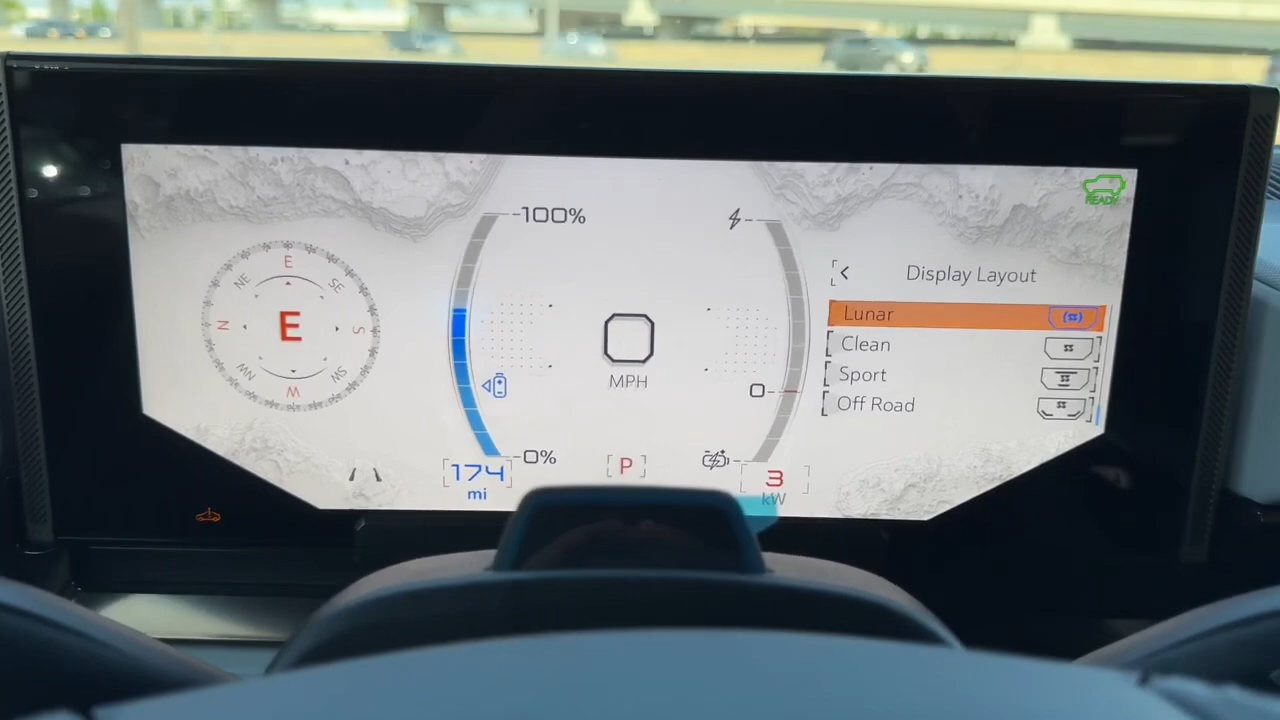 READY
100%
Display Layout
E
NE
SE
E
N
S
NW
SW
W
Lunar
Clean
Sport
Off Road
0
MPH
0
0%
174
mi
P
3
kW